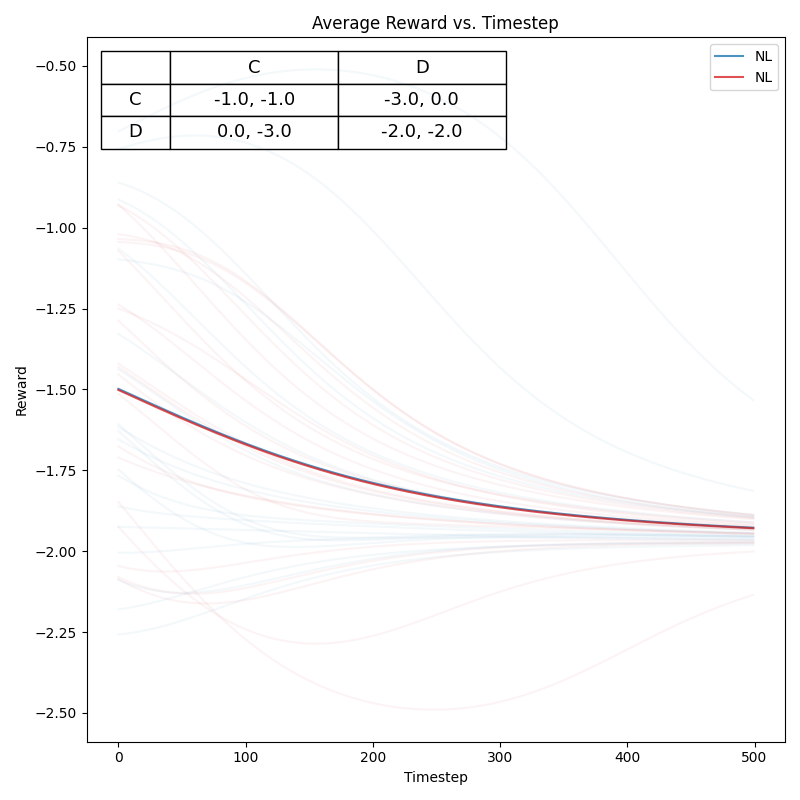 Average Reward vs. Timestep
C D
C -1.0, -1.0 -3.0, 0.0
D 0.0, -3.0 -2.0, -2.0
NL
NL
−0.50
−0.75
−1.00
−1.25
−1.50
−1.75
−2.00
−2.25
−2.50
Reward
0 100 200 300 400 500
Timestep